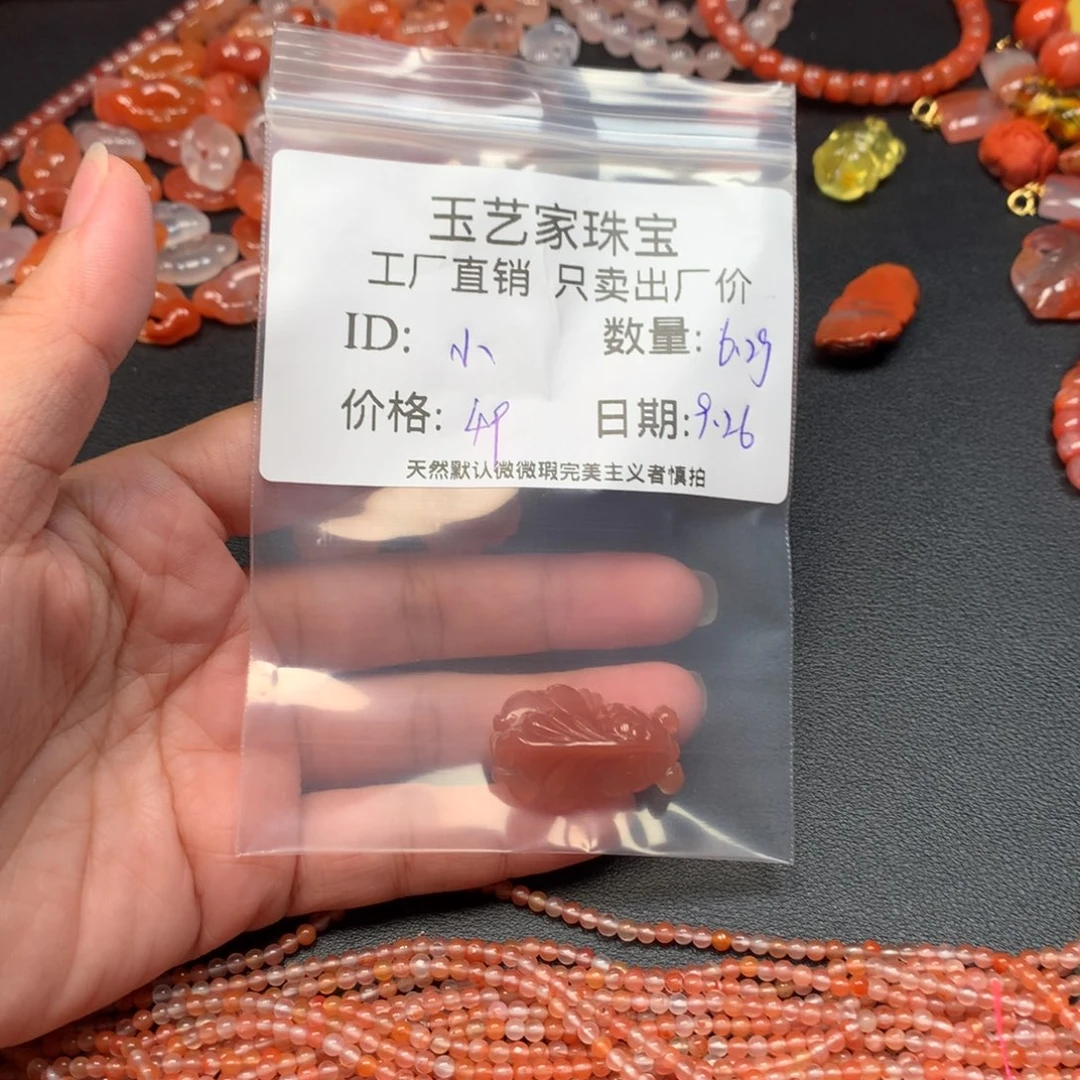 玉艺家珠宝
工厂直销 只卖出厂价
ID: 小 数量: 6.2g
价格: 49 日期: 9.26
天然默认微微瑕完美主义者慎拍